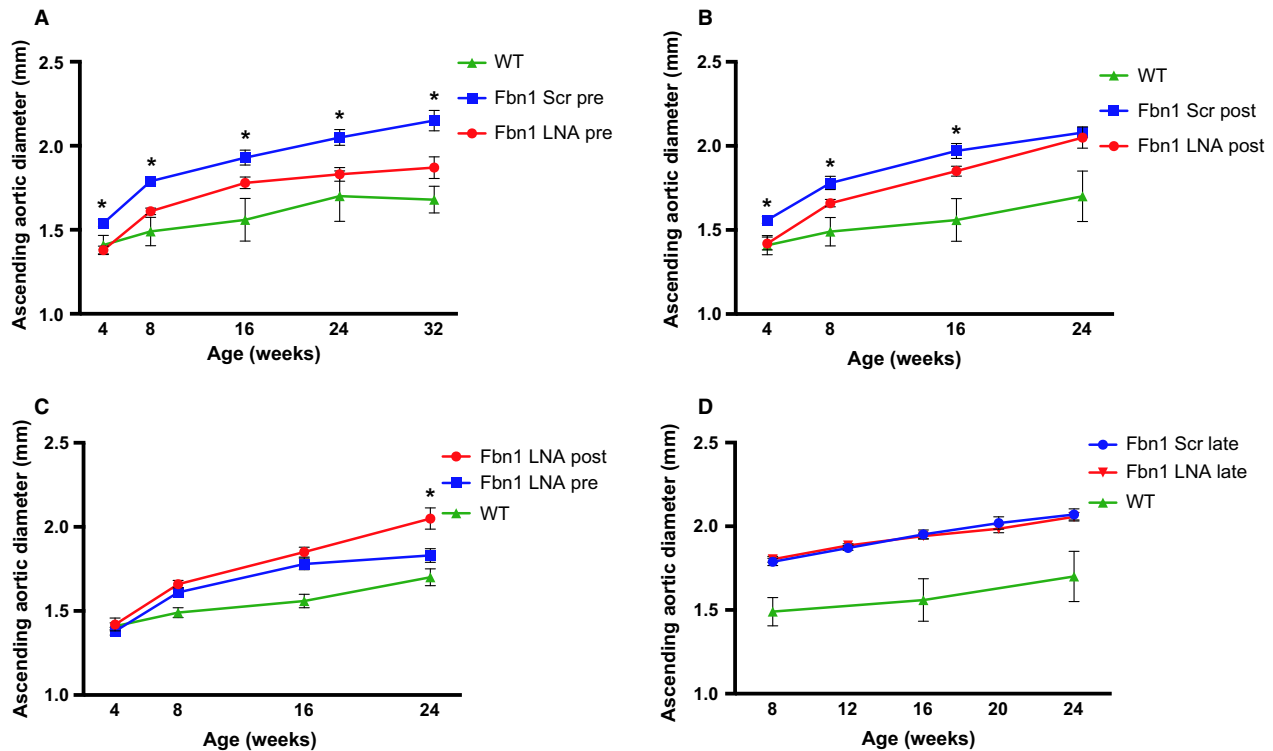 A
Ascending aortic diameter (mm)
2.5
2.0
1.5
1.0
* * * * *
4 8 16 24 32
Age (weeks)
WT
Fbn1 Scr pre
Fbn1 LNA pre
B
Ascending aortic diameter (mm)
2.5
2.0
1.5
1.0
* * *
4 8 16 24
Age (weeks)
WT
Fbn1 Scr post
Fbn1 LNA post
C
Ascending aortic diameter (mm)
2.5
2.0
1.5
1.0
*
4 8 16 24
Age (weeks)
Fbn1 LNA post
Fbn1 LNA pre
WT
D
Ascending aortic diameter (mm)
2.5
2.0
1.5
1.0
8 12 16 20 24
Age (weeks)
Fbn1 Scr late
Fbn1 LNA late
WT